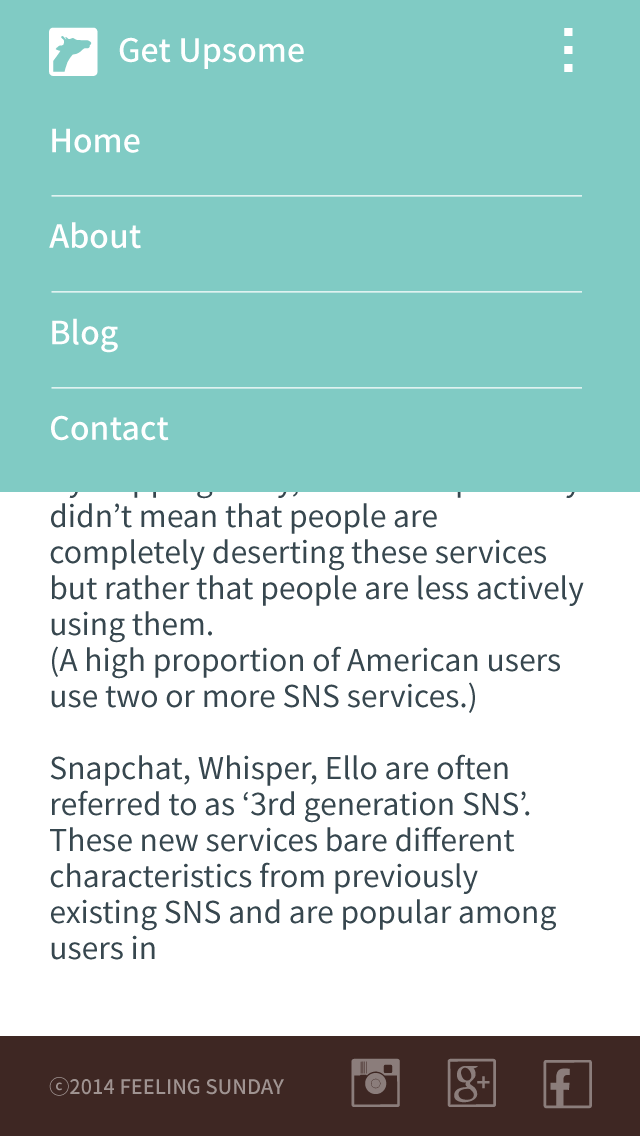 Get Upsome
Home
About
Blog
Contact
didn’t mean that people are
completely deserting these services
but rather that people are less actively
using them.
(A high proportion of American users
use two or more SNS services.)
Snapchat, Whisper, Ello are often
referred to as ‘3rd generation SNS’.
These new services bare different
characteristics from previously
existing SNS and are popular among
users in
ⓒ2014 FEELING SUNDAY
g+
f